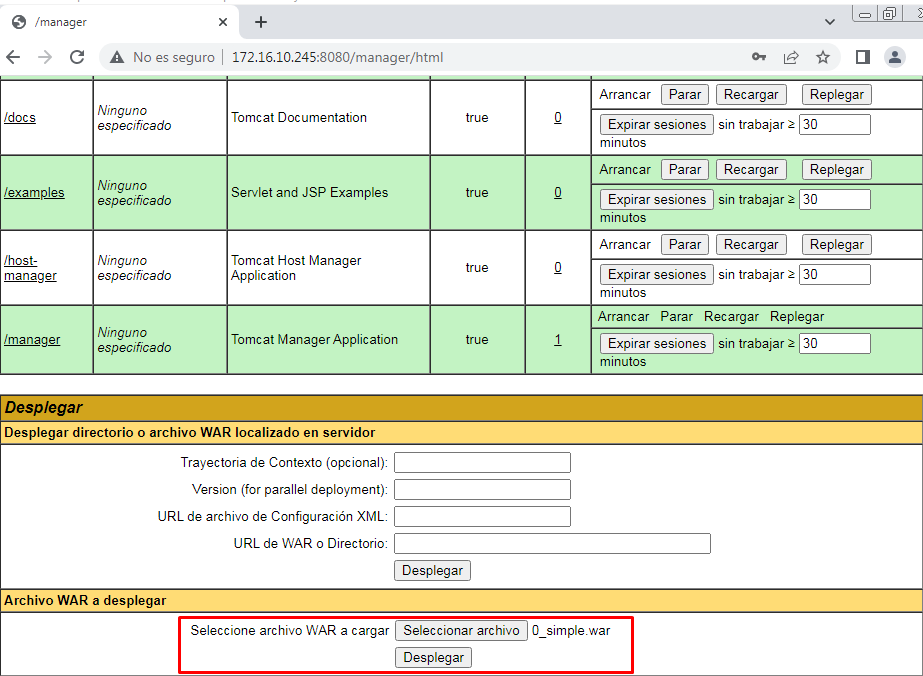 /manager
No es seguro 172.16.10.245:8080/manager/html
Arrancar Parar Recargar Replegar
/docs Ninguno especificado Tomcat Documentation true 0
Expirar sesiones sin trabajar ≥ 30
minutos
Arrancar Parar Recargar Replegar
/examples Ninguno especificado Servlet and JSP Examples true 0
Expirar sesiones sin trabajar ≥ 30
minutos
Arrancar Parar Recargar Replegar
/host-manager Ninguno especificado Tomcat Host Manager Application true 0
Expirar sesiones sin trabajar ≥ 30
minutos
Arrancar Parar Recargar Replegar
/manager Ninguno especificado Tomcat Manager Application true 1
Expirar sesiones sin trabajar ≥ 30
minutos
Desplegar
Desplegar directorio o archivo WAR localizado en servidor
Trayectoria de Contexto (opcional):
Version (for parallel deployment):
URL de archivo de Configuración XML:
URL de WAR o Directorio:
Desplegar
Archivo WAR a desplegar
Seleccione archivo WAR a cargar Seleccionar archivo 0_simple.war
Desplegar